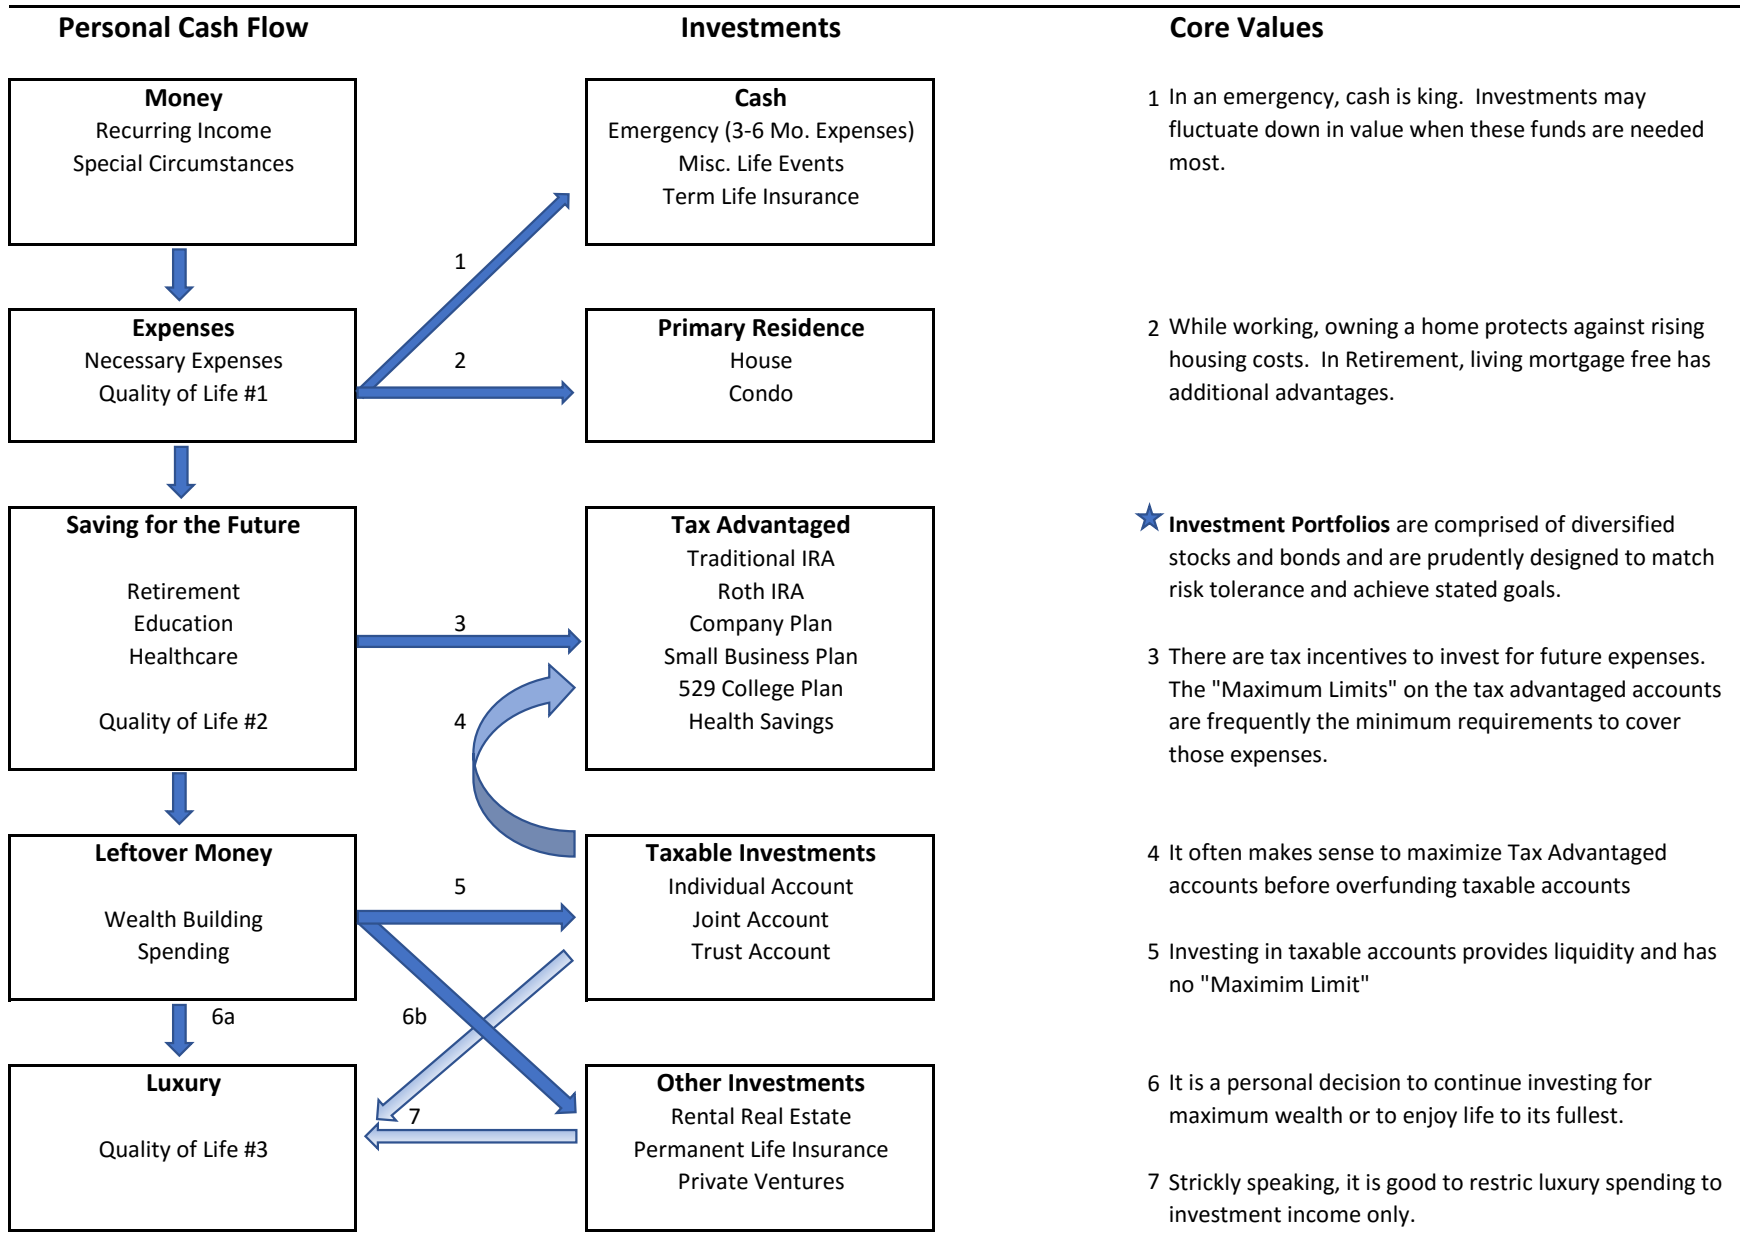 Personal Cash Flow
Investments
Core Values
Money
Recurring Income
Special Circumstances
Cash
Emergency (3-6 Mo. Expenses)
Misc. Life Events
Term Life Insurance
1 In an emergency, cash is king.  Investments may
fluctuate down in value when these funds are needed
most.
1
Expenses
Necessary Expenses
Quality of Life #1
2
Primary Residence
House
Condo
2 While working, owning a home protects against rising
housing costs.  In Retirement, living mortgage free has
additional advantages.
Saving for the Future
Retirement
Education
Healthcare
Quality of Life #2
3
4
Tax Advantaged
Traditional IRA
Roth IRA
Company Plan
Small Business Plan
529 College Plan
Health Savings
Investment Portfolios are comprised of diversified
stocks and bonds and are prudently designed to match
risk tolerance and achieve stated goals.
3 There are tax incentives to invest for future expenses.
The "Maximum Limits" on the tax advantaged accounts
are frequently the minimum requirements to cover
those expenses.
Leftover Money
Wealth Building
Spending
5
Taxable Investments
Individual Account
Joint Account
Trust Account
4 It often makes sense to maximize Tax Advantaged
accounts before overfunding taxable accounts
5 Investing in taxable accounts provides liquidity and has
no "Maximim Limit"
6a
6b
Luxury
Quality of Life #3
7
Other Investments
Rental Real Estate
Permanent Life Insurance
Private Ventures
6 It is a personal decision to continue investing for
maximum wealth or to enjoy life to its fullest.
7 Strickly speaking, it is good to restric luxury spending to
investment income only.